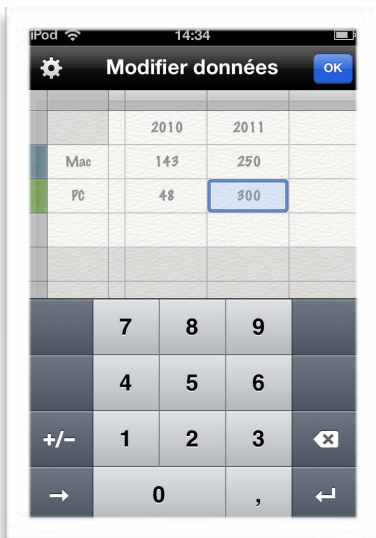 iPod 14:34
Modifier données OK
2010 2011
Mac 143 250
PC 48 300
7 8 9
4 5 6
+/− 1 2 3
→ 0 ,